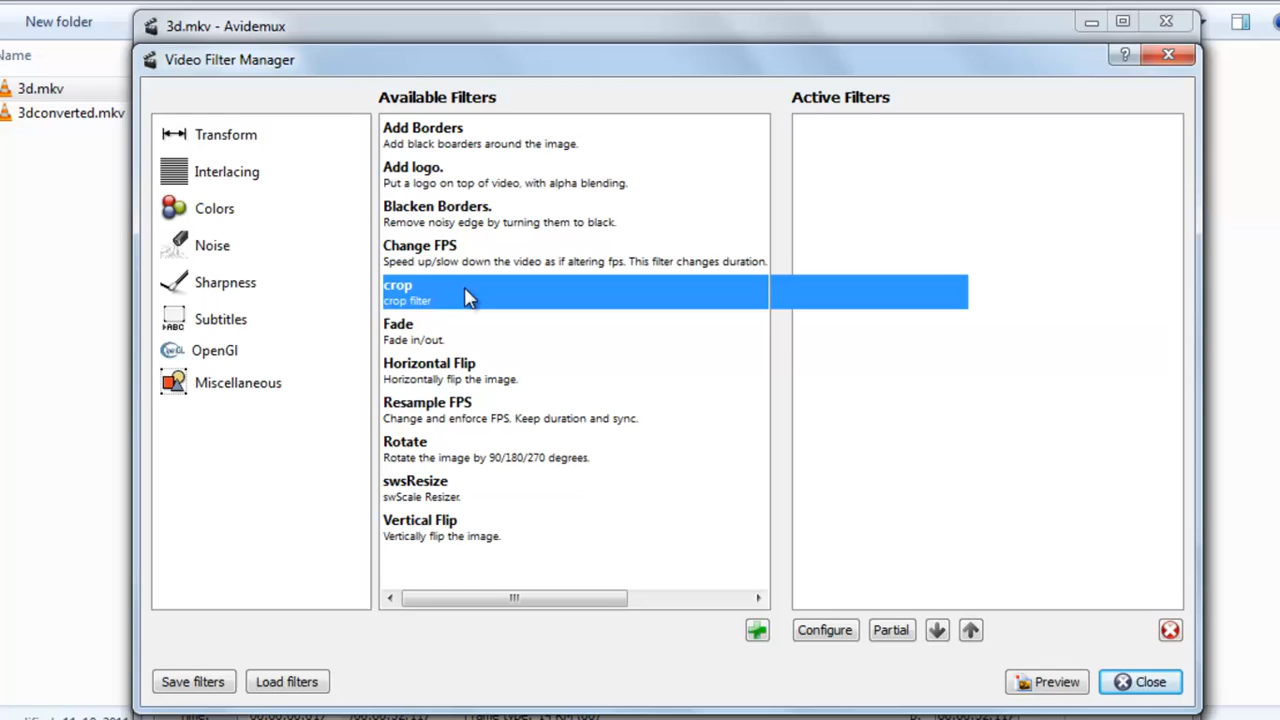 New folder
3d.mkv - Avidemux
Name
Video Filter Manager
3d.mkv
3dconverted.mkv
Available Filters
Active Filters
Transform
Interlacing
Colors
Noise
Sharpness
Subtitles
OpenGl
Miscellaneous
Add Borders
Add black boarders around the image.
Add logo.
Put a logo on top of video, with alpha blending.
Blacken Borders.
Remove noisy edge by turning them to black.
Change FPS
Speed up/slow down the video as if altering fps. This filter changes duration.
crop
crop filter
Fade
Fade in/out.
Horizontal Flip
Horizontally flip the image.
Resample FPS
Change and enforce FPS. Keep duration and sync.
Rotate
Rotate the image by 90/180/270 degrees.
swsResize
swScale Resizer.
Vertical Flip
Vertically flip the image.
Configure
Partial
Save filters
Load filters
Preview
Close